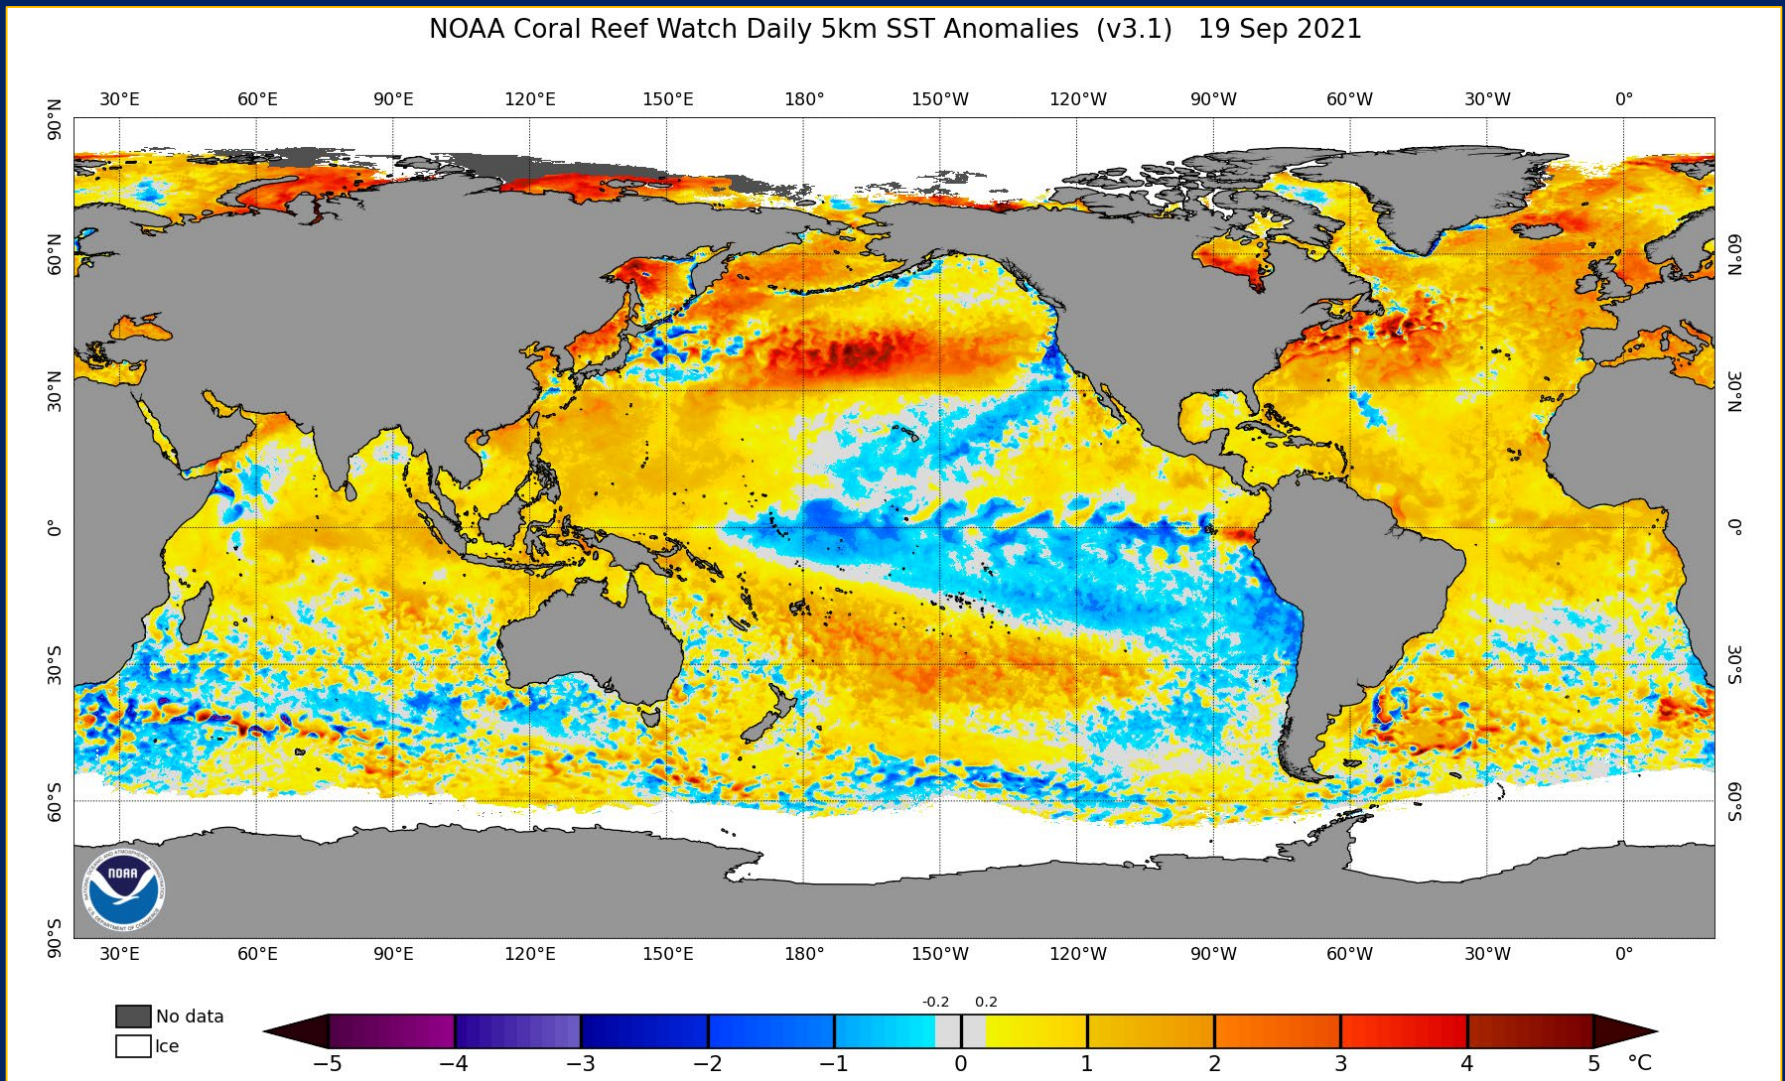 NOAA Coral Reef Watch Daily 5km SST Anomalies (v3.1) 19 Sep 2021
30°E 60°E 90°E 120°E 150°E 180° 150°W 120°W 90°W 60°W 30°W 0°
90°N
60°N 60°N
30°N 30°N
0° 0°
30°S 30°S
60°S 60°S
90°S
NOAA
30°E 60°E 90°E 120°E 150°E 180° 150°W 120°W 90°W 60°W 30°W 0°
-0.2 0.2
No data
Ice
−5 −4 −3 −2 −1 0 1 2 3 4 5 °C